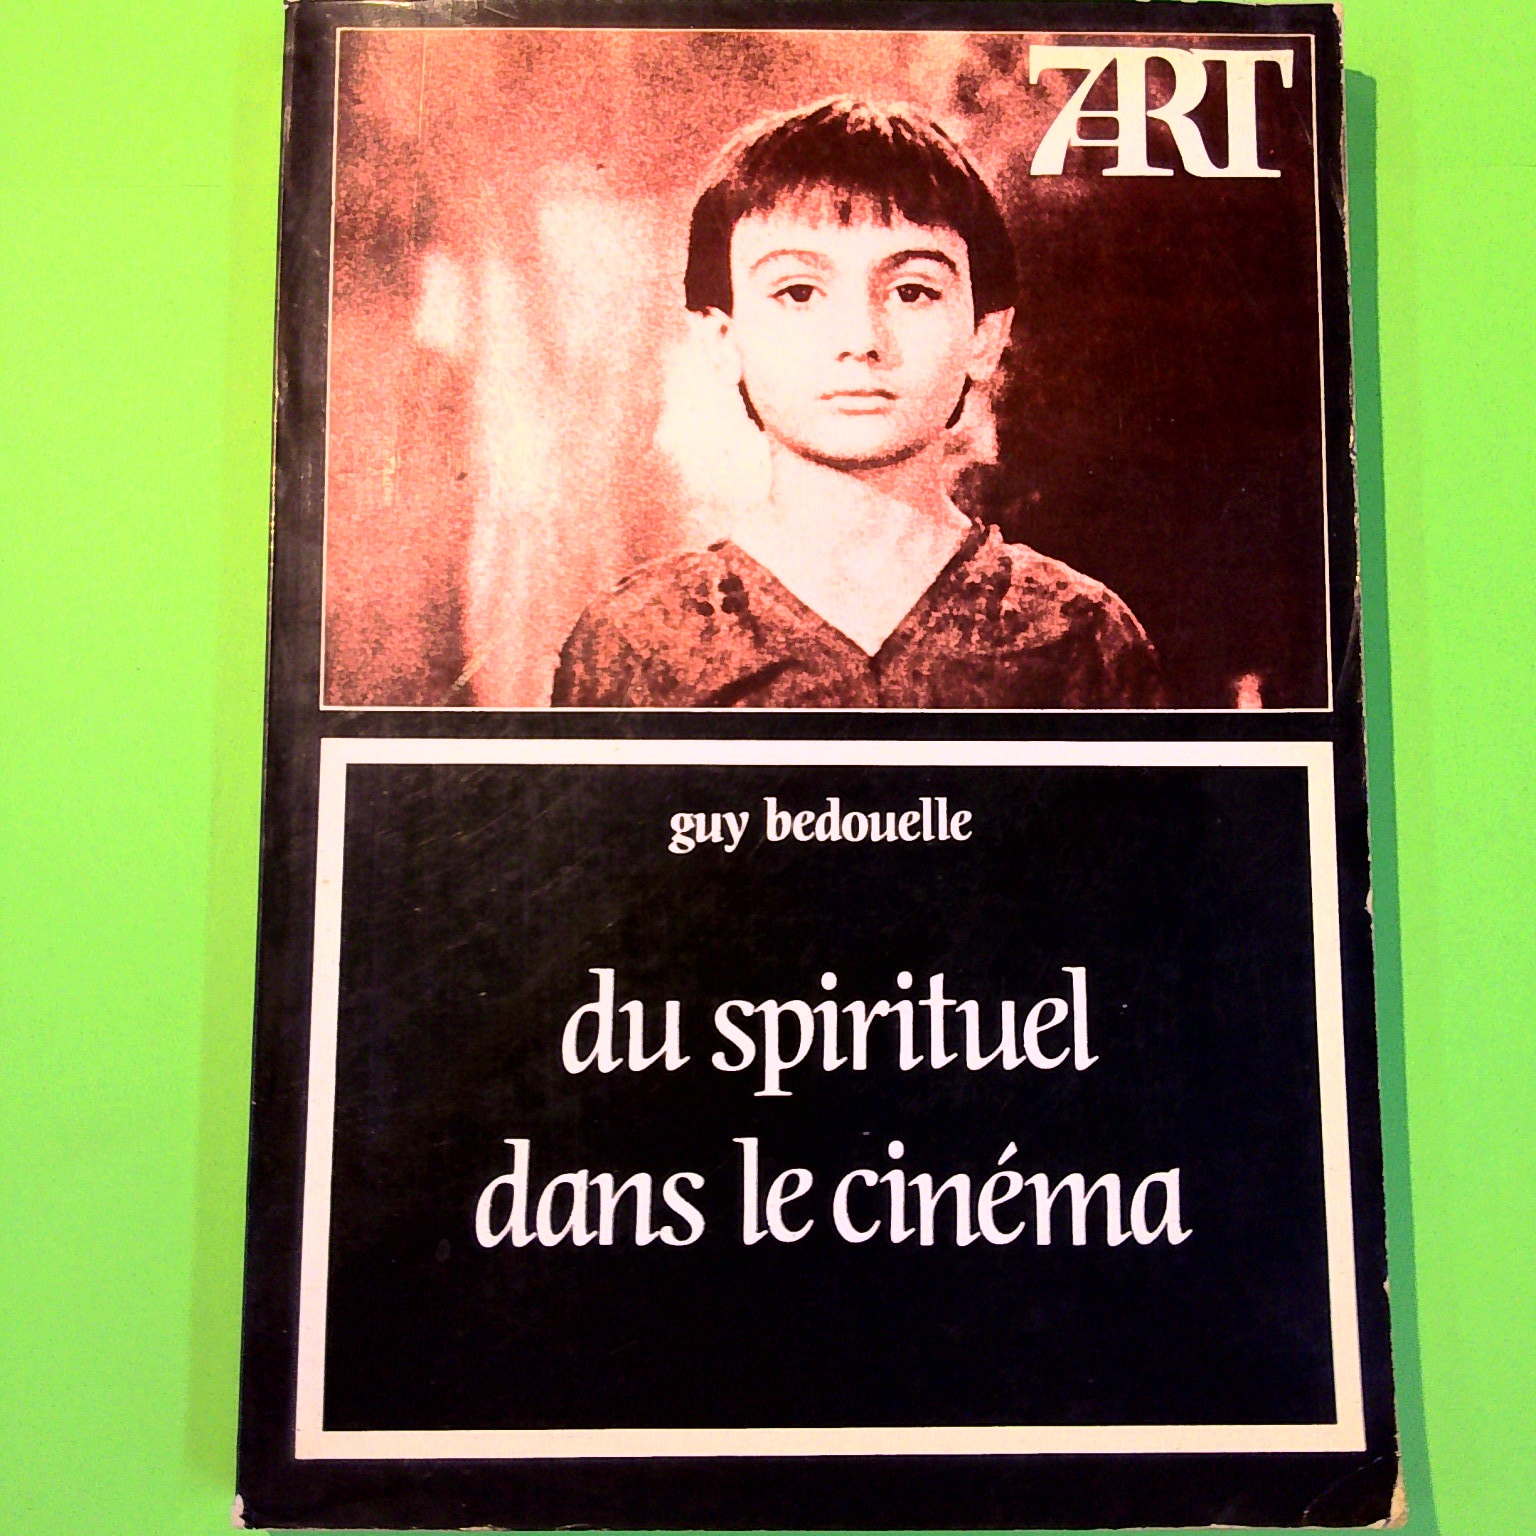 7ART
guy bedouelle
du spirituel
dans le cinéma